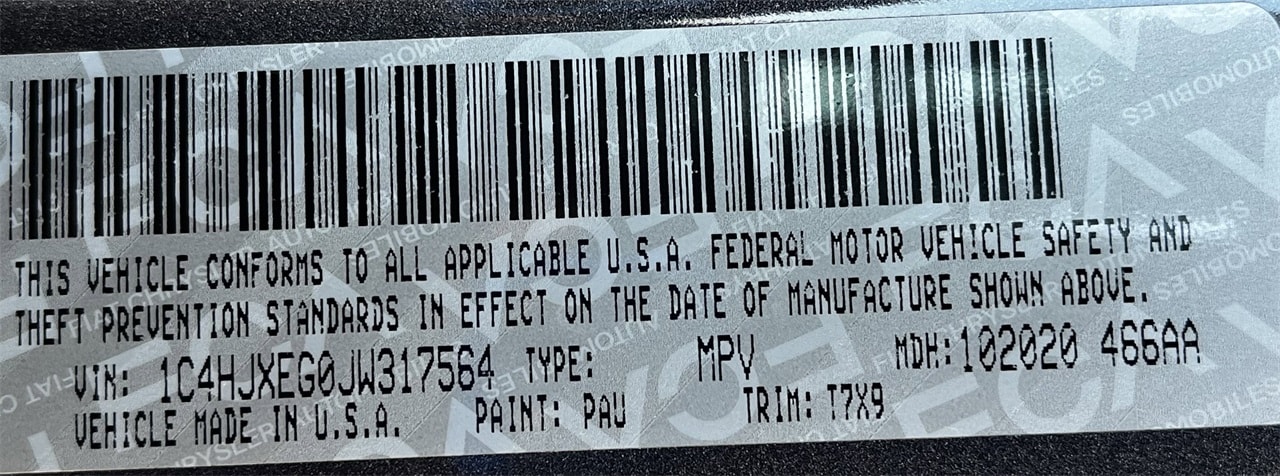 THIS VEHICLE CONFORMS TO ALL APPLICABLE U.S.A. FEDERAL MOTOR VEHICLE SAFETY AND
THEFT PREVENTION STANDARDS IN EFFECT ON THE DATE OF MANUFACTURE SHOWN ABOVE.
VIN: 1C4HJXEG0JW317564 TYPE: MPV MDH:102020 466AA
VEHICLE MADE IN U.S.A. PAINT: PAU TRIM: T7X9